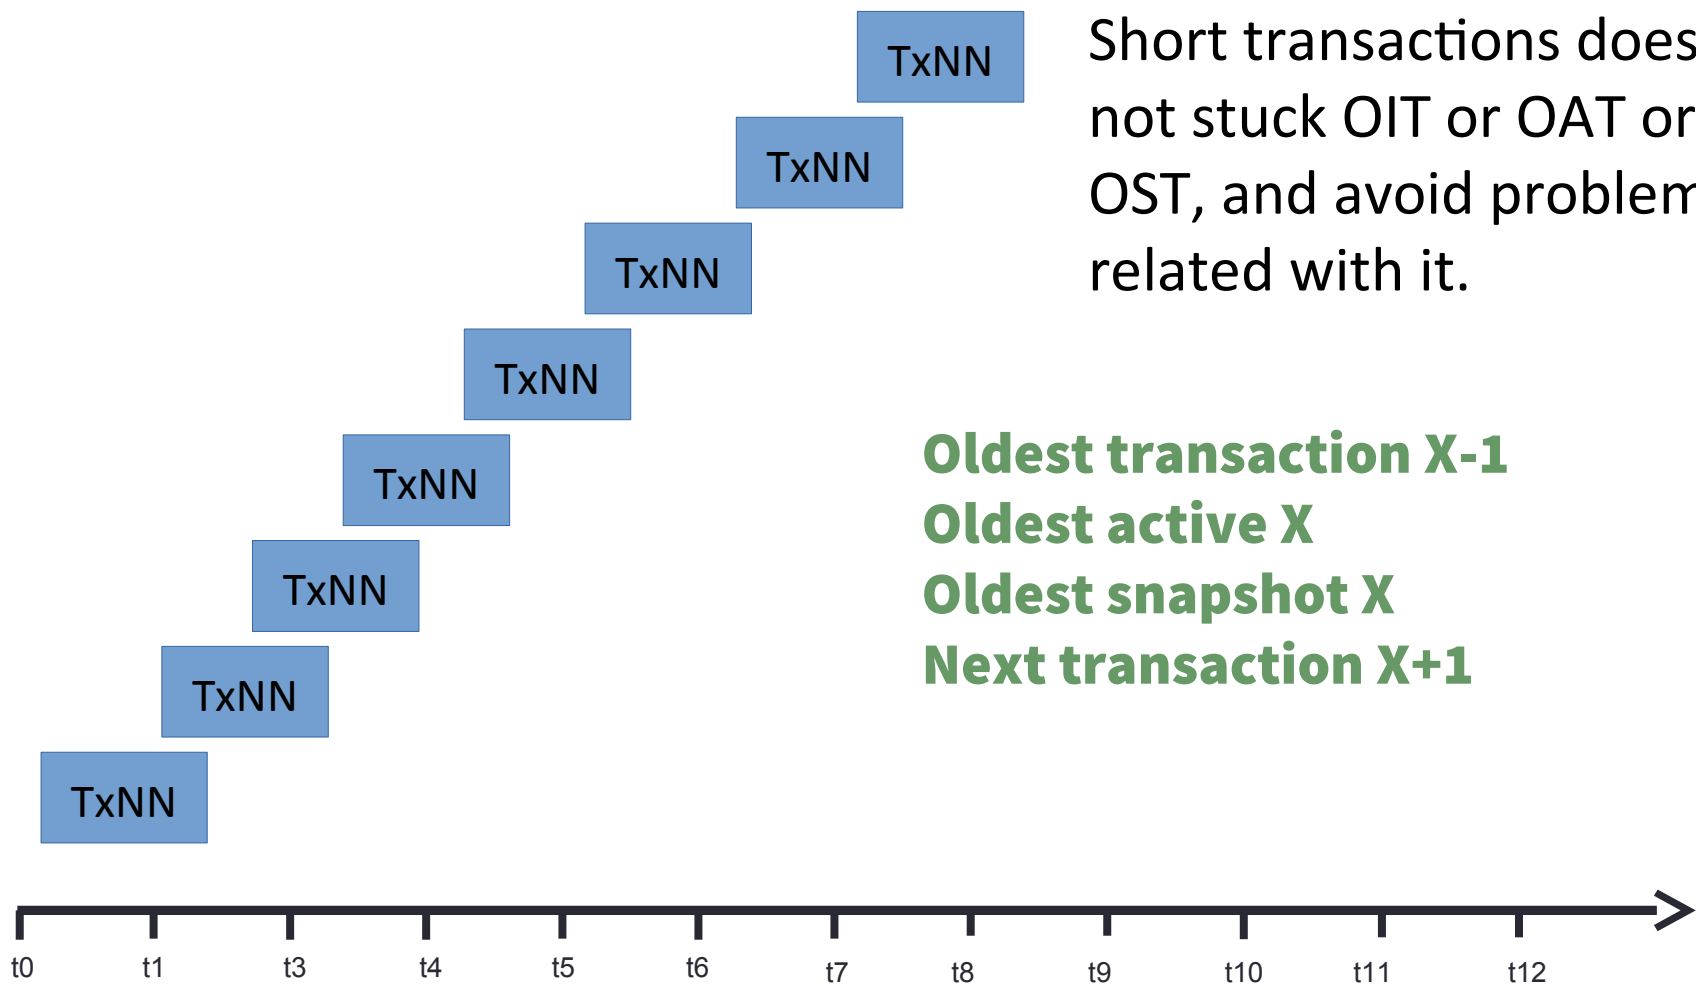 TxNN
Short transactions does
not stuck OIT or OAT or
TxNN
OST, and avoid problem
related with it.
TxNN
TxNN
Oldest transaction X-1
TxNN
Oldest active X
Oldest snapshot X
TxNN
Next transaction X+1
TxNN
TxNN
t0 t1 t3 t4 t5 t6 t7 t8 t9 t10 t11 t12